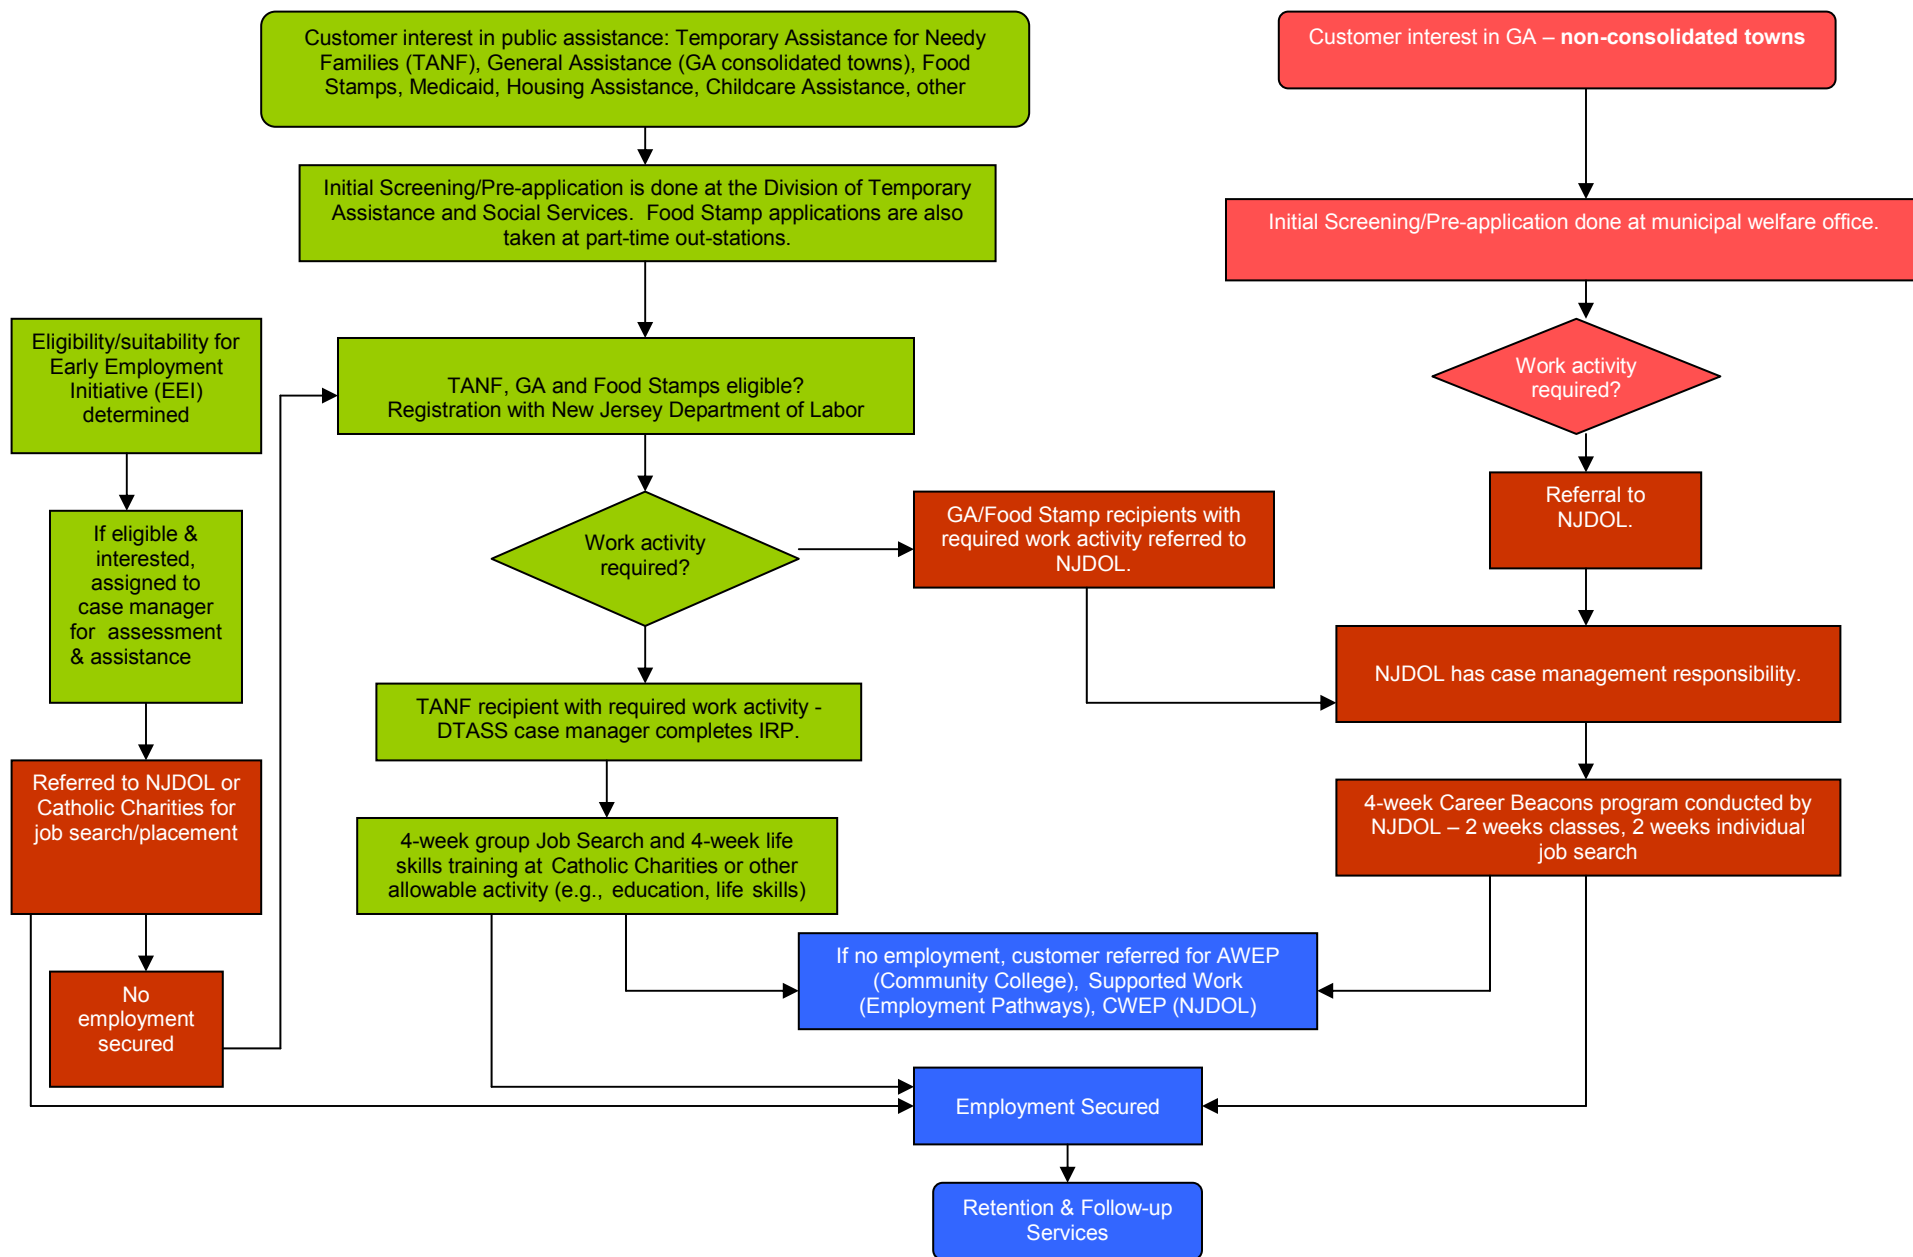 Customer interest in public assistance: Temporary Assistance for Needy
Families (TANF), General Assistance (GA consolidated towns), Food
Stamps, Medicaid, Housing Assistance, Childcare Assistance, other
Customer interest in GA – non-consolidated towns
Initial Screening/Pre-application is done at the Division of Temporary
Assistance and Social Services. Food Stamp applications are also
taken at part-time out-stations.
Initial Screening/Pre-application done at municipal welfare office.
Eligibility/suitability for
Early Employment
Initiative (EEI)
determined
TANF, GA and Food Stamps eligible?
Registration with New Jersey Department of Labor
Work activity
required?
If eligible &
interested,
assigned to
case manager
for assessment
& assistance
Work activity
required?
GA/Food Stamp recipients with
required work activity referred to
NJDOL.
Referral to
NJDOL.
NJDOL has case management responsibility.
TANF recipient with required work activity -
DTASS case manager completes IRP.
Referred to NJDOL or
Catholic Charities for
job search/placement
4-week group Job Search and 4-week life
skills training at Catholic Charities or other
allowable activity (e.g., education, life skills)
4-week Career Beacons program conducted by
NJDOL – 2 weeks classes, 2 weeks individual
job search
No
employment
secured
If no employment, customer referred for AWEP
(Community College), Supported Work
(Employment Pathways), CWEP (NJDOL)
Employment Secured
Retention & Follow-up
Services